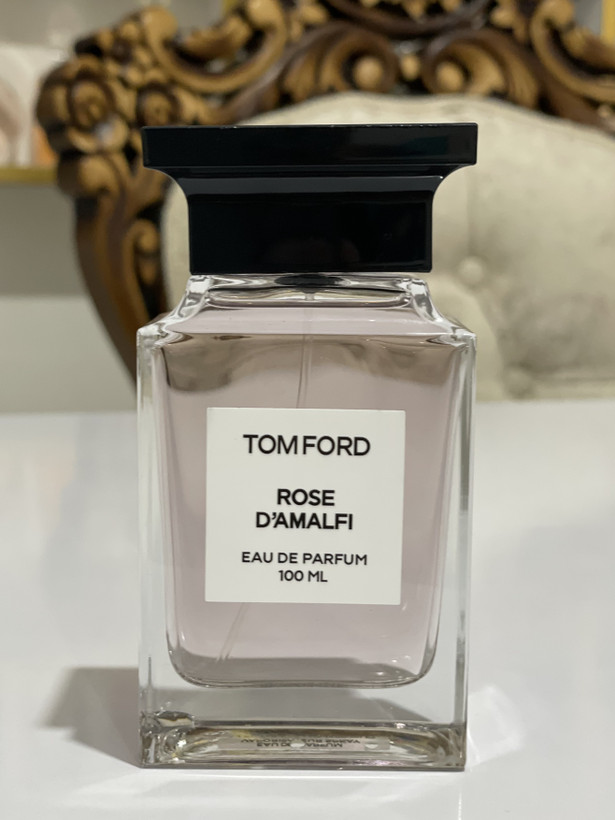 TOM FORD
ROSE
D'AMALFI
EAU DE PARFUM
100 ML